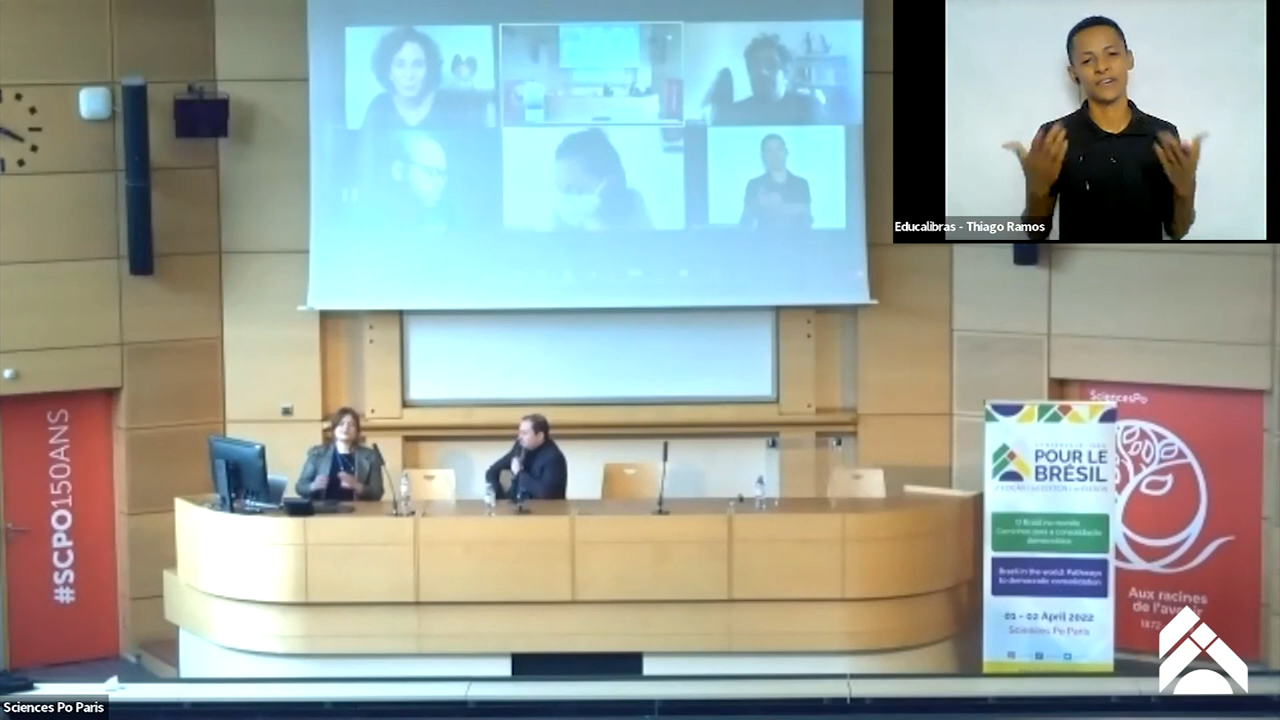 Educalibras - Thiago Ramos
#SCPO150ANS
SciencesPo
POUR LE
BRÉSIL
O Brasil no mundo
Caminhos para a consolidação
democrática
Brazil in the world: Pathways
to democratic consolidation
01 - 02 April 2022
Sciences Po Paris
Aux racines
de l'avenir
Sciences Po Paris